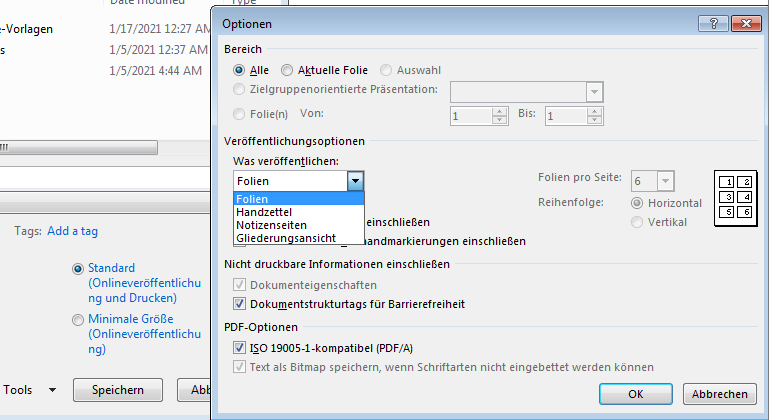 Date modified
Type
e-Vorlagen
1/17/2021 12:27 AM
s
1/5/2021 12:37 AM
1/5/2021 4:44 AM
Tags: Add a tag
Standard
(Onlineveröffentlichu
ng und Drucken)
Minimale Größe
(Onlineveröffentlichu
ng)
Tools
Speichern
Abb
Optionen
?
Bereich
Alle
Aktuelle Folie
Auswahl
Zielgruppenorientierte Präsentation:
Folie(n)
Von:
1
Bis:
1
Veröffentlichungsoptionen
Was veröffentlichen:
Folien
Folien
Handzettel
Notizenseiten
Gliederungsansicht
einschließen
andmarkierungen einschließen
Folien pro Seite:
6
Reihenfolge:
Horizontal
Vertikal
1 2
3 4
5 6
Nicht druckbare Informationen einschließen
Dokumenteigenschaften
Dokumentstrukturtags für Barrierefreiheit
PDF-Optionen
ISO 19005-1-kompatibel (PDF/A)
Text als Bitmap speichern, wenn Schriftarten nicht eingebettet werden können
OK
Abbrechen